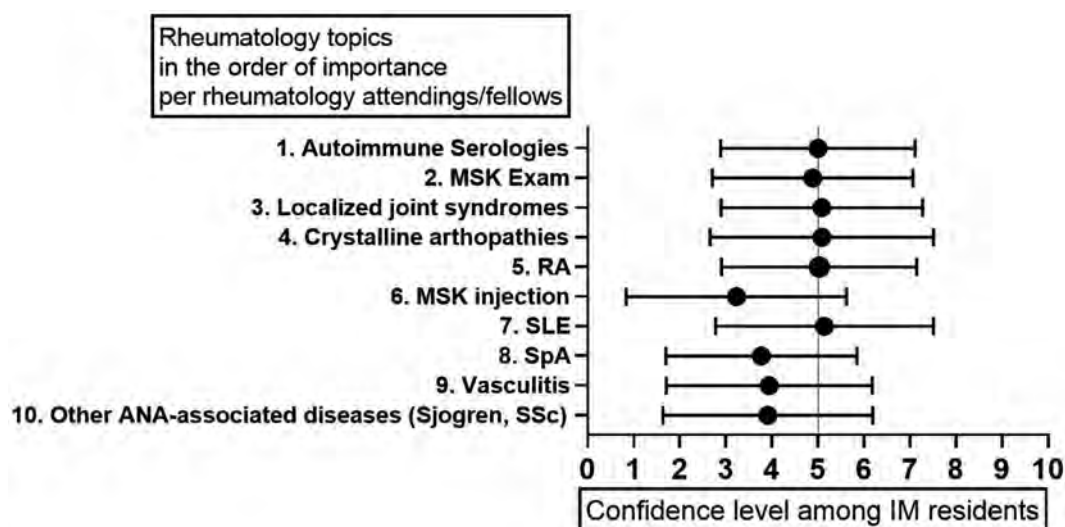 Rheumatology topics
in the order of importance
per rheumatology attendings/fellows
1. Autoimmune Serologies
2. MSK Exam
3. Localized joint syndromes
4. Crystalline arthopathies
5. RA
6. MSK injection
7. SLE
8. SpA
9. Vasculitis
10. Other ANA-associated diseases (Sjogren, SSc)
0 1 2 3 4 5 6 7 8 9 10
Confidence level among IM residents